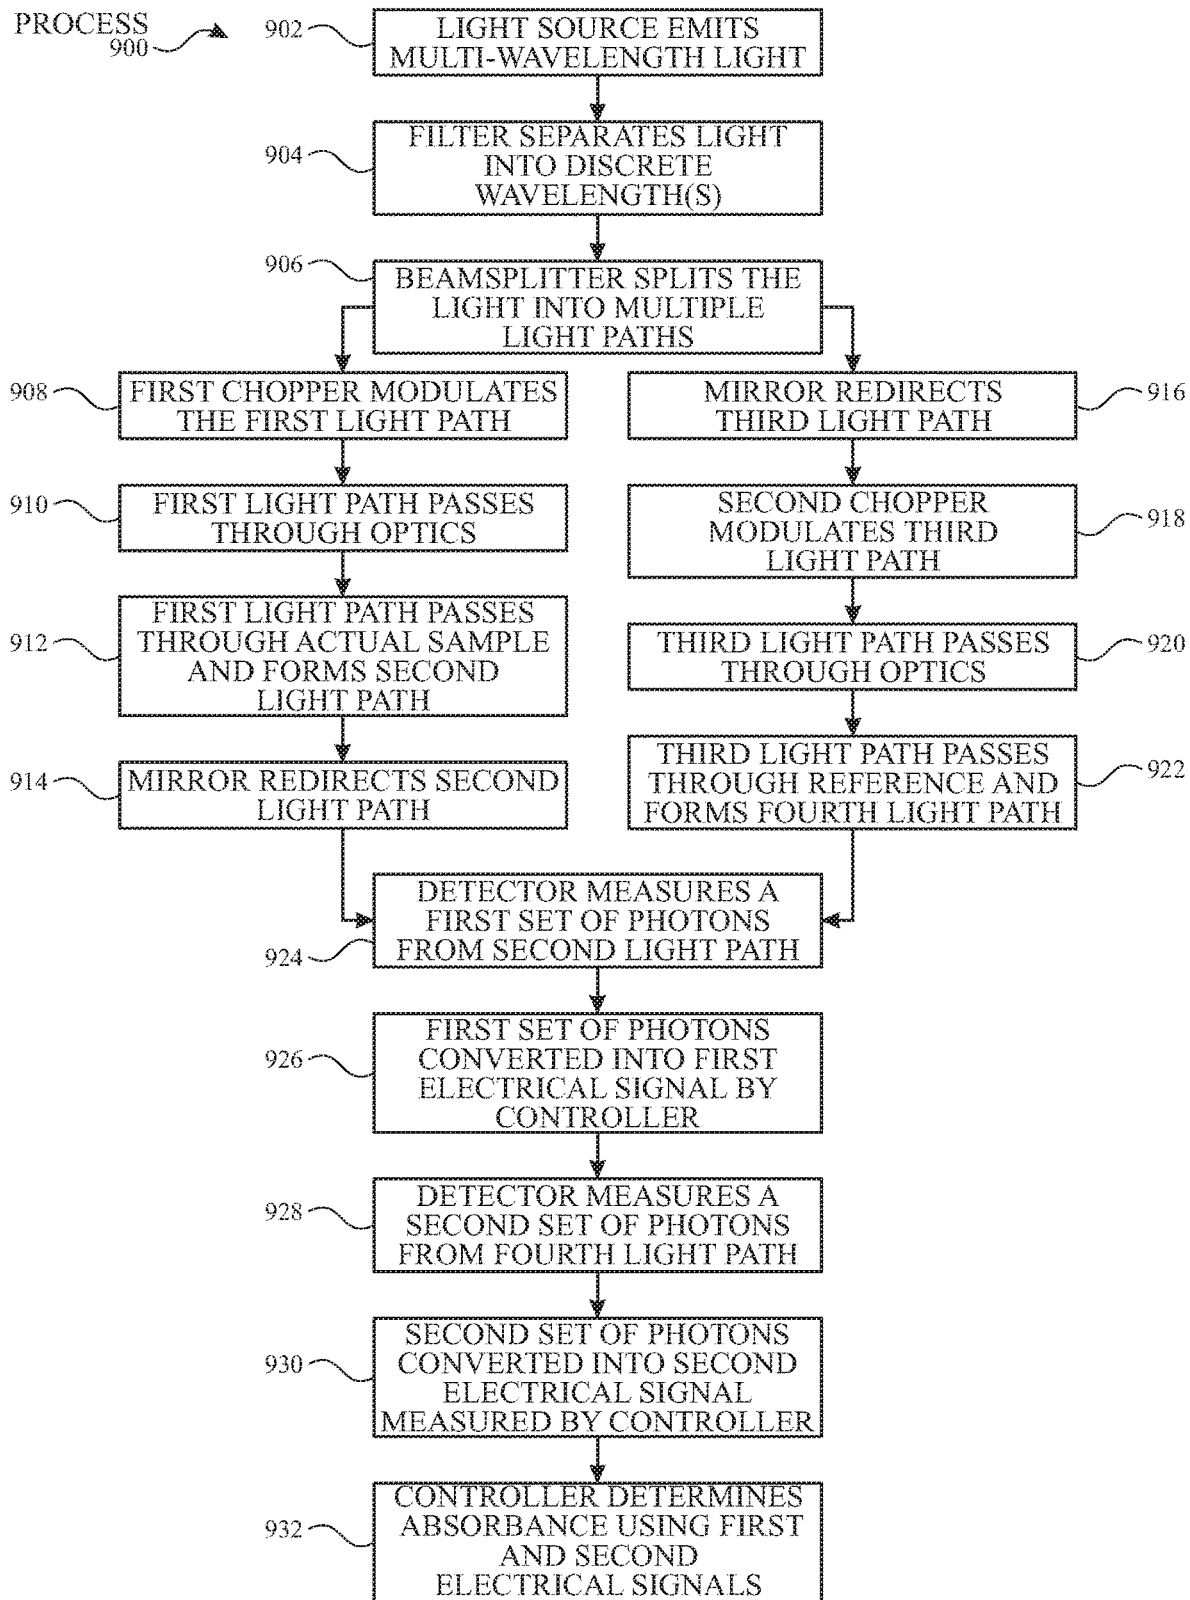 PROCESS
900
902
LIGHT SOURCE EMITS
MULTI-WAVELENGTH LIGHT
904
FILTER SEPARATES LIGHT
INTO DISCRETE
WAVELENGTH(S)
906
BEAMSPLITTER SPLITS THE
LIGHT INTO MULTIPLE
LIGHT PATHS
908
FIRST CHOPPER MODULATES
THE FIRST LIGHT PATH
910
FIRST LIGHT PATH PASSES
THROUGH OPTICS
912
FIRST LIGHT PATH PASSES
THROUGH ACTUAL SAMPLE
AND FORMS SECOND
LIGHT PATH
914
MIRROR REDIRECTS SECOND
LIGHT PATH
MIRROR REDIRECTS
THIRD LIGHT PATH
916
SECOND CHOPPER
MODULATES THIRD
LIGHT PATH
918
THIRD LIGHT PATH PASSES
THROUGH OPTICS
920
THIRD LIGHT PATH PASSES
THROUGH REFERENCE AND
FORMS FOURTH LIGHT PATH
922
DETECTOR MEASURES A
FIRST SET OF PHOTONS
FROM SECOND LIGHT PATH
924
FIRST SET OF PHOTONS
CONVERTED INTO FIRST
ELECTRICAL SIGNAL BY
CONTROLLER
926
DETECTOR MEASURES A
SECOND SET OF PHOTONS
FROM FOURTH LIGHT PATH
928
SECOND SET OF PHOTONS
CONVERTED INTO SECOND
ELECTRICAL SIGNAL
MEASURED BY CONTROLLER
930
CONTROLLER DETERMINES
ABSORBANCE USING FIRST
AND SECOND
ELECTRICAL SIGNALS
932